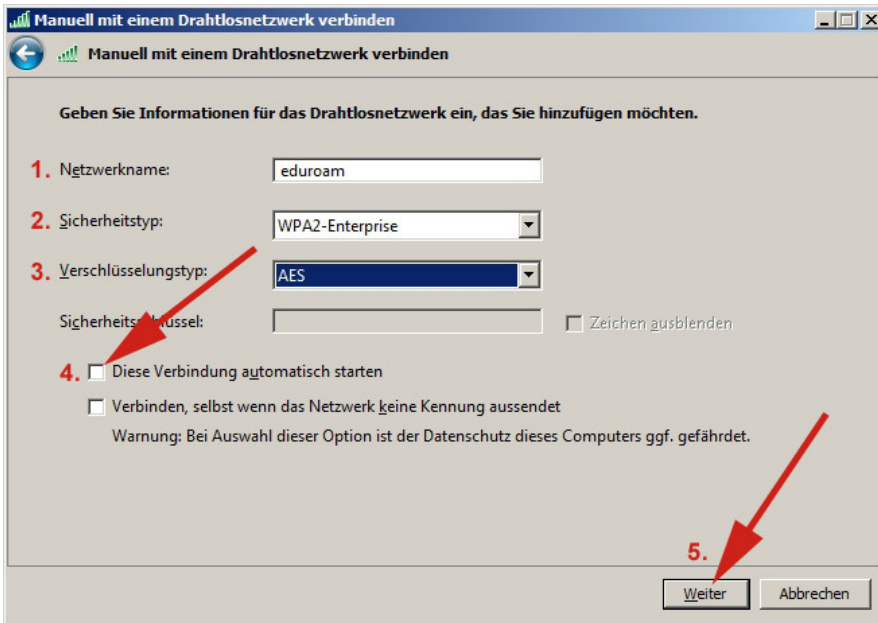 Manuell mit einem Drahtlosnetzwerk verbinden
Manuell mit einem Drahtlosnetzwerk verbinden
Geben Sie Informationen für das Drahtlosnetzwerk ein, das Sie hinzufügen möchten.
1. Netzwerkname: eduroam
2. Sicherheitstyp: WPA2-Enterprise
3. Verschlüsselungstyp: AES
Sicherheitsschlüssel: Zeichen ausblenden
4. Diese Verbindung automatisch starten
Verbinden, selbst wenn das Netzwerk keine Kennung aussendet
Warnung: Bei Auswahl dieser Option ist der Datenschutz dieses Computers ggf. gefährdet.
5.
Weiter Abbrechen